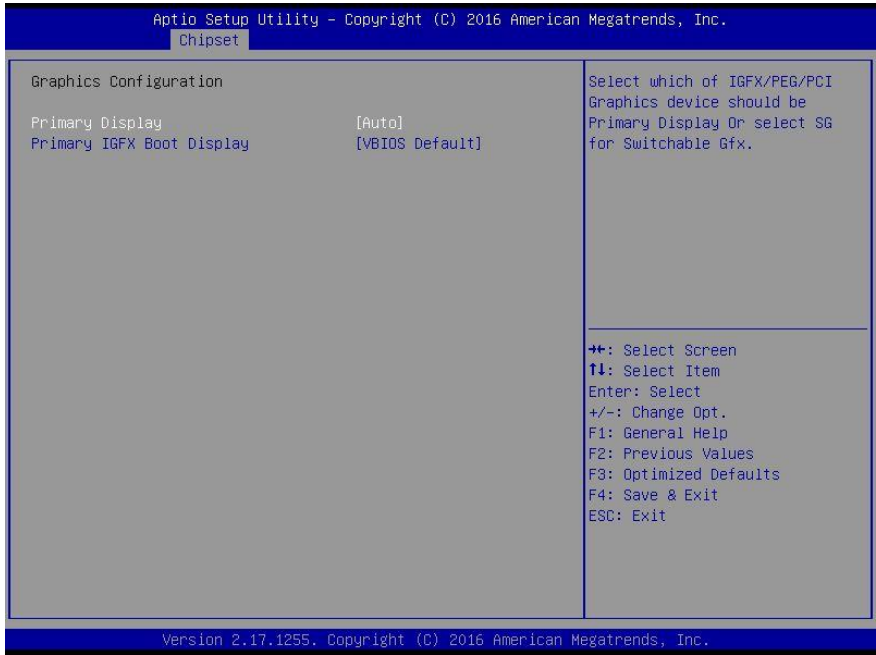 Aptio Setup Utility – Copyright (C) 2016 American Megatrends, Inc.
Chipset
Graphics Configuration
Primary Display [Auto]
Primary IGFX Boot Display [VBIOS Default]
Select which of IGFX/PEG/PCI
Graphics device should be
Primary Display Or select SG
for Switchable Gfx.
→←: Select Screen
↑↓: Select Item
Enter: Select
+/-: Change Opt.
F1: General Help
F2: Previous Values
F3: Optimized Defaults
F4: Save & Exit
ESC: Exit
Version 2.17.1255. Copyright (C) 2016 American Megatrends, Inc.